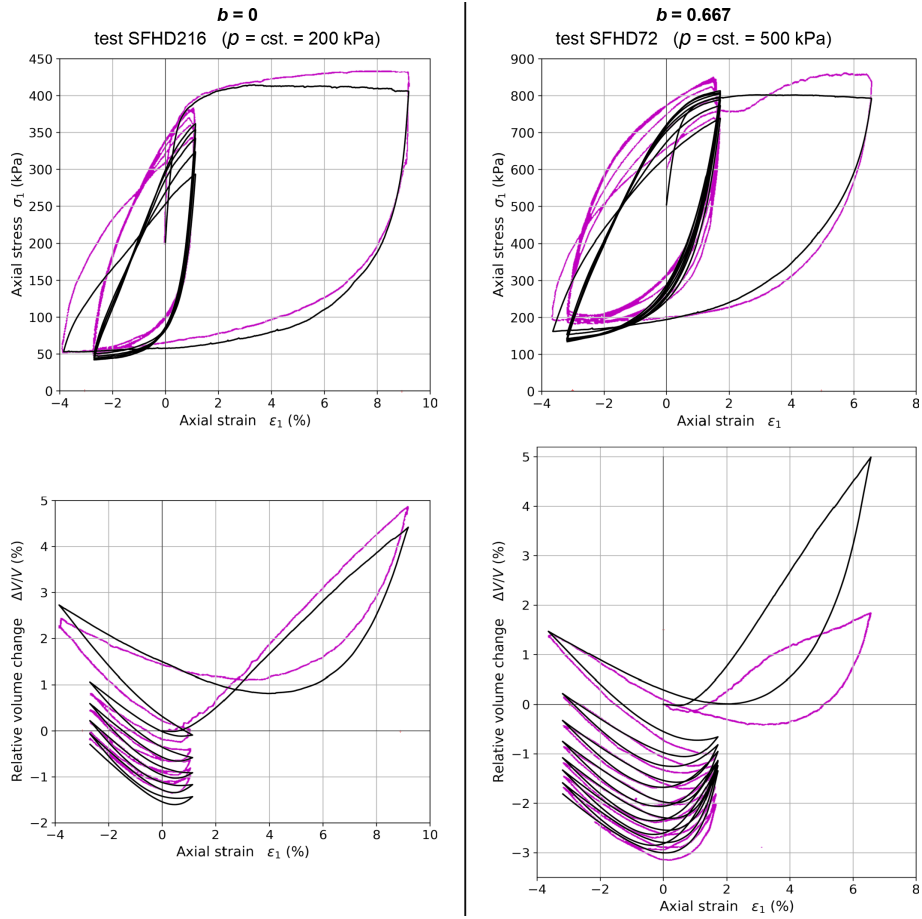 b = 0
test SFHD216 (p = cst. = 200 kPa)
450
400
350
300
250
200
150
100
50
0
Axial stress σ1 (kPa)
−4 −2 0 2 4 6 8 10
Axial strain ε1 (%)
5
4
3
2
1
0
−1
−2
Relative volume change ΔV/V (%)
−4 −2 0 2 4 6 8 10
Axial strain ε1 (%)
b = 0.667
test SFHD72 (p = cst. = 500 kPa)
900
800
700
600
500
400
300
200
100
0
Axial stress σ1 (kPa)
−4 −2 0 2 4 6 8
Axial strain ε1
5
4
3
2
1
0
−1
−2
−3
Relative volume change ΔV/V (%)
−4 −2 0 2 4 6 8
Axial strain ε1 (%)